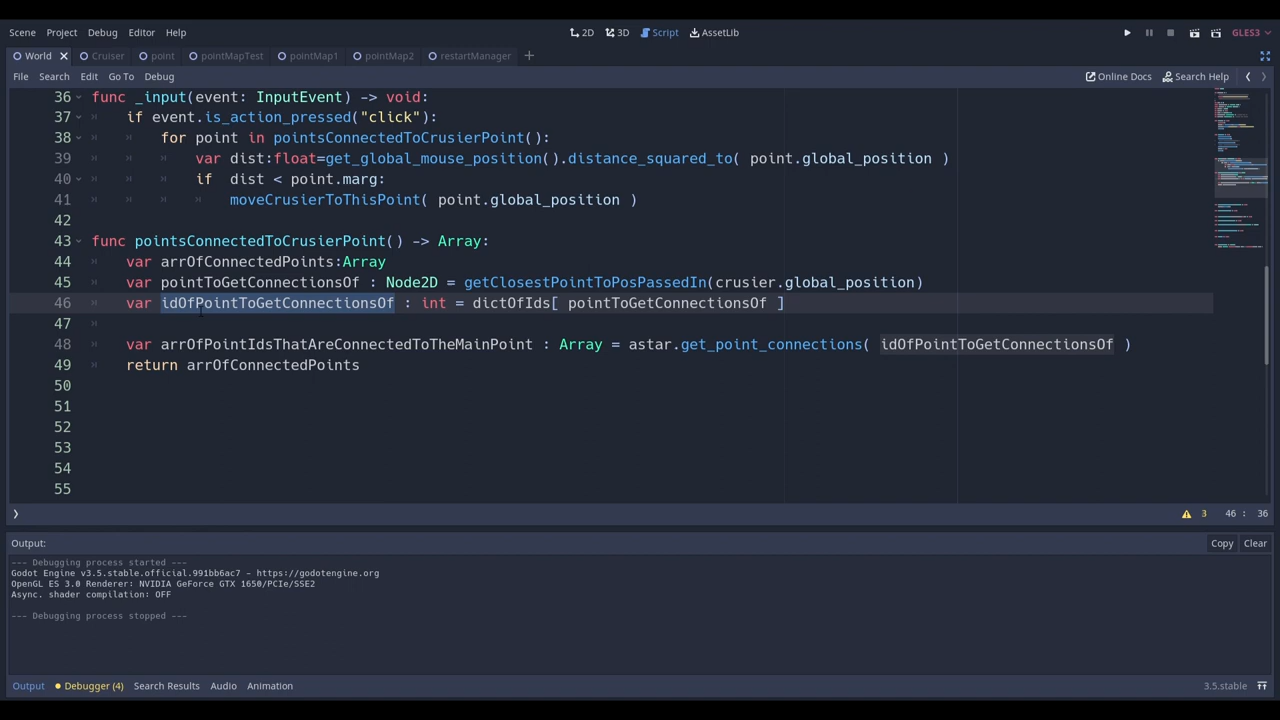 Scene Project Debug Editor Help 2D 3D Script AssetLib GLES3
World Cruiser point pointMapTest pointMap1 pointMap2 restartManager
File Search Edit Go To Debug Online Docs Search Help
36 func _input(event: InputEvent) -> void:
37 if event.is_action_pressed("click"):
38 for point in pointsConnectedToCrusierPoint():
39 var dist:float=get_global_mouse_position().distance_squared_to( point.global_position )
40 if dist < point.marg:
41 moveCrusierToThisPoint( point.global_position )
42
43 func pointsConnectedToCrusierPoint() -> Array:
44 var arrOfConnectedPoints:Array
45 var pointToGetConnectionsOf : Node2D = getClosestPointToPosPassedIn(crusier.global_position)
46 var idOfPointToGetConnectionsOf : int = dictOfIds[ pointToGetConnectionsOf ]
47
48 var arrOfPointIdsThatAreConnectedToTheMainPoint : Array = astar.get_point_connections( idOfPointToGetConnectionsOf )
49 return arrOfConnectedPoints
50
51
52
53
54
55
3 46 : 36
Output: Copy Clear
--- Debugging process started ---
Godot Engine v3.5.stable.official.991bb6ac7 - https://godotengine.org
OpenGL ES 3.0 Renderer: NVIDIA GeForce GTX 1650/PCIe/SSE2
Async. shader compilation: OFF
--- Debugging process stopped ---
Output Debugger (4) Search Results Audio Animation 3.5.stable